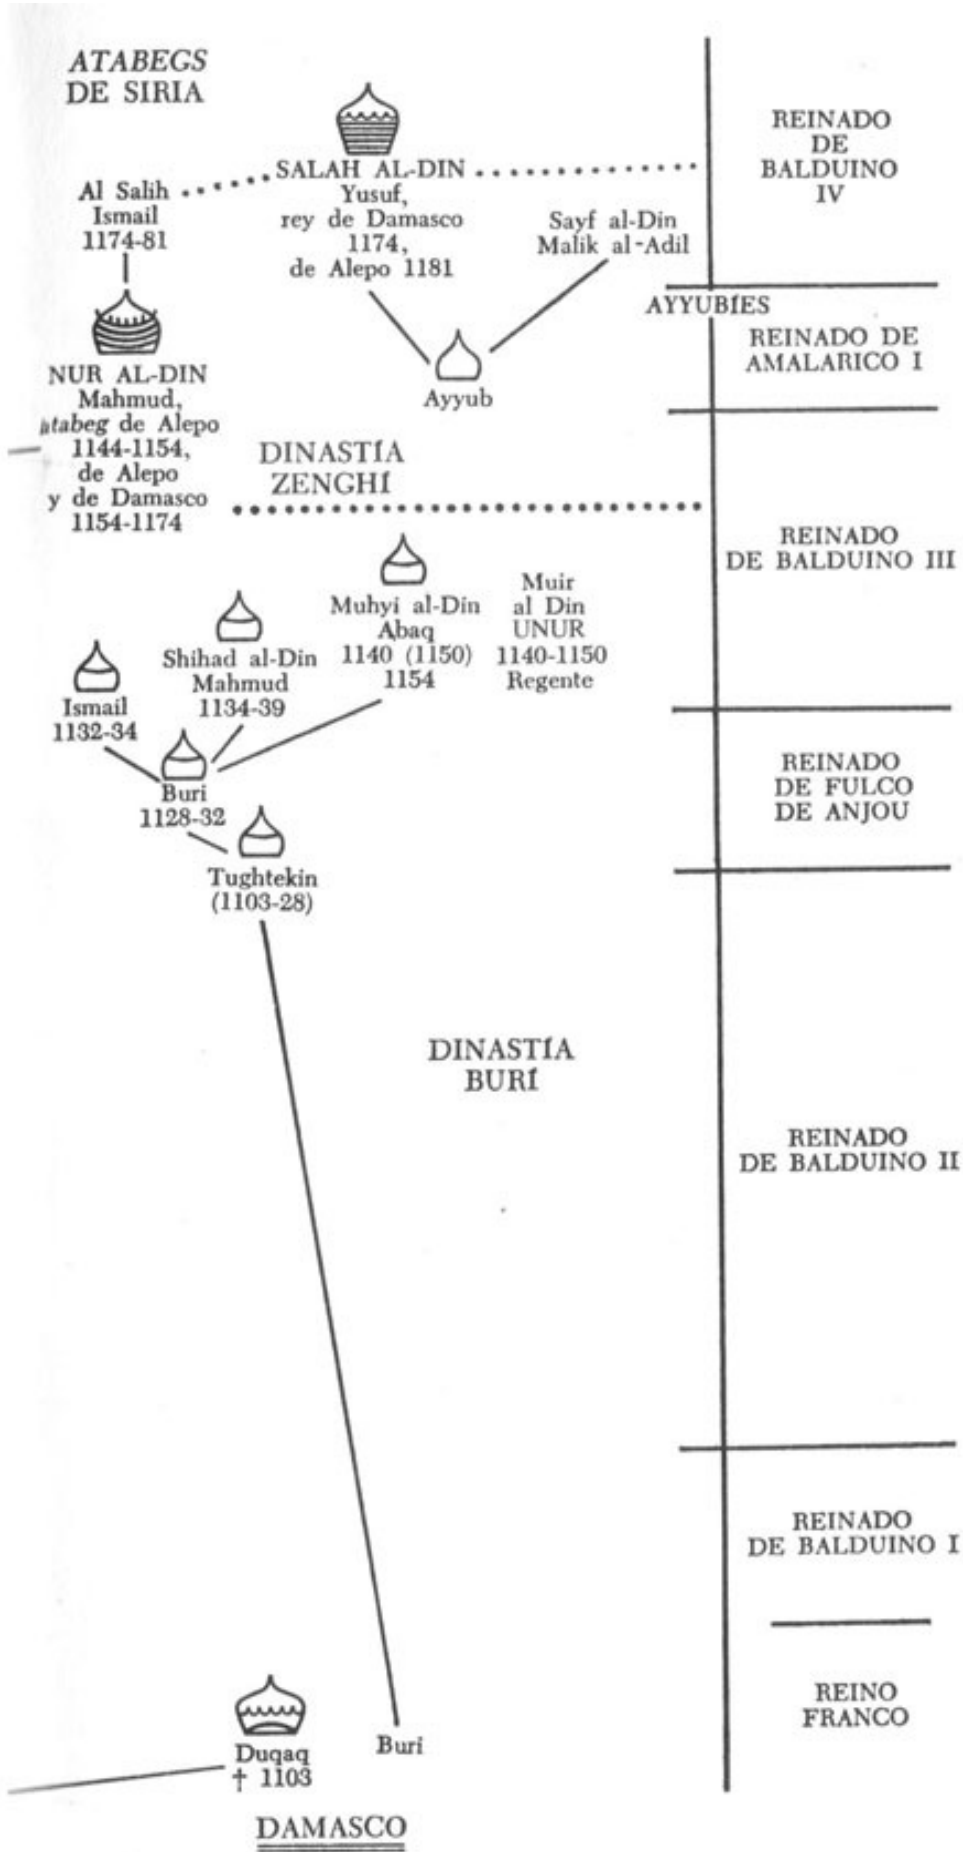 ATABEGS
DE SIRIA
SALAH AL-DIN
Yusuf,
rey de Damasco
1174,
de Alepo 1181
Al Salih
Ismail
1174-81
Sayf al-Din
Malik al-Adil
REINADO
DE
BALDUINO
IV
AYYUBÍES
NUR AL-DIN
Mahmud,
atabeg de Alepo
1144-1154,
de Alepo
y de Damasco
1154-1174
Ayyub
REINADO DE
AMALARICO I
DINASTÍA
ZENGHÍ
REINADO
DE BALDUINO III
Muhyi al-Din
Abaq
1140 (1150)
1154
Muir
al Din
UNUR
1140-1150
Regente
Shihad al-Din
Mahmud
1134-39
Ismail
1132-34
Buri
1128-32
REINADO
DE FULCO
DE ANJOU
Tughtekin
(1103-28)
DINASTÍA
BURÍ
REINADO
DE BALDUINO II
REINADO
DE BALDUINO I
REINO
FRANCO
Duqaq
† 1103
Buri
DAMASCO